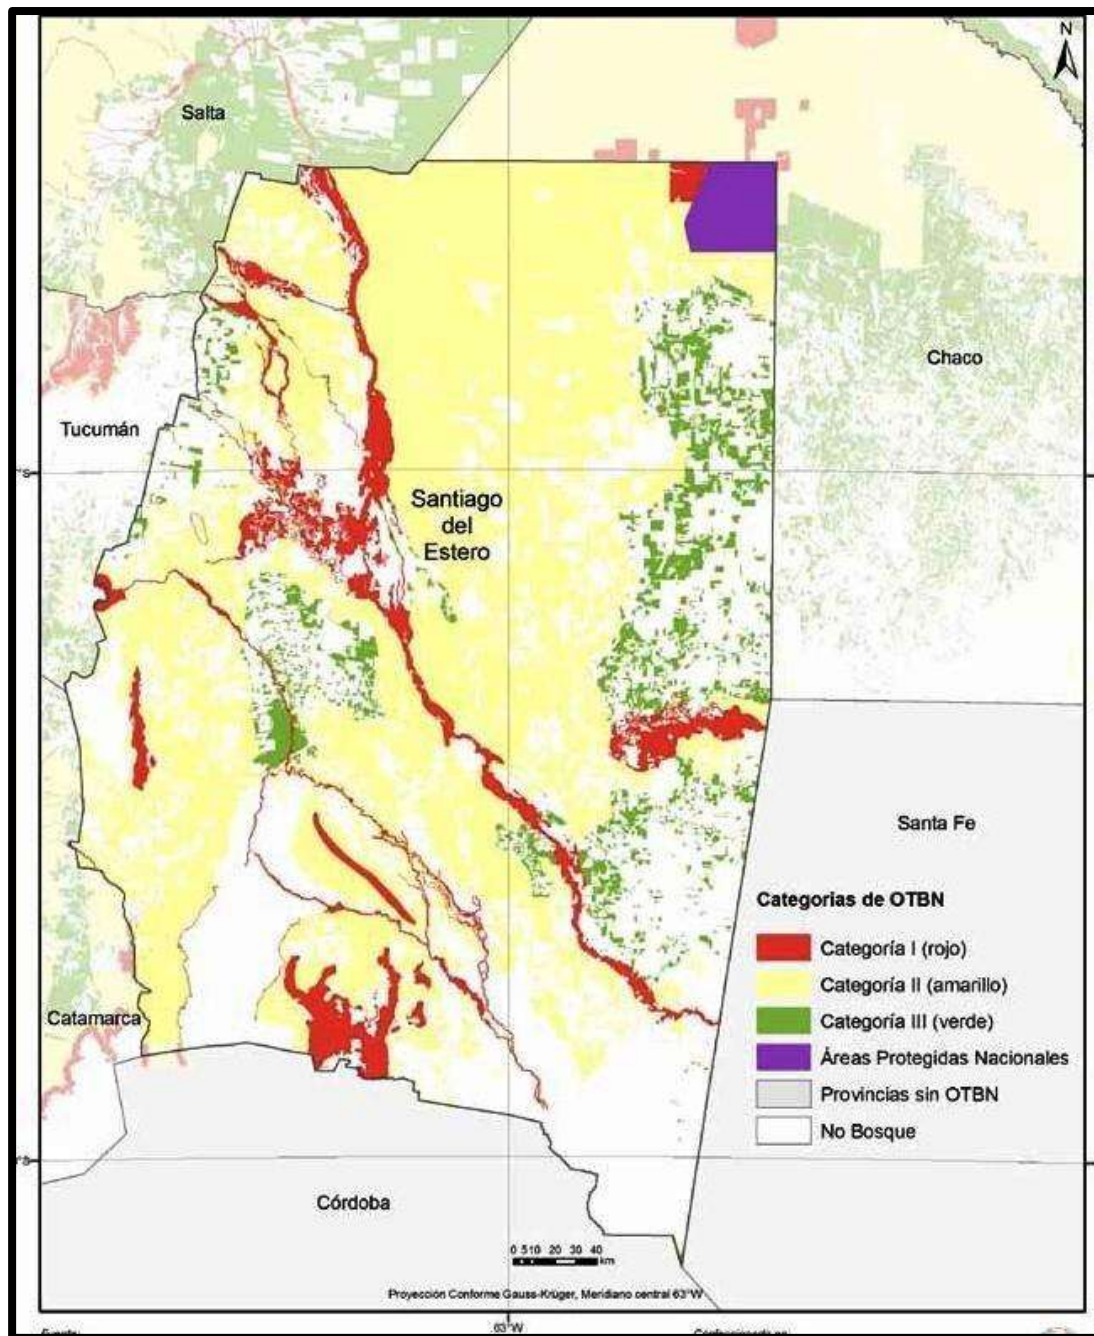 N
Salta
Chaco
Tucumán
Santiago
del
Estero
Santa Fe
Categorias de OTBN
Categoría I (rojo)
Categoría II (amarillo)
Categoría III (verde)
Áreas Protegidas Nacionales
Provincias sin OTBN
No Bosque
Catamarca
Córdoba
0 5 10 20 30 40
km
Proyección Conforme Gauss-Krüger, Meridiano central 63°W
63°W